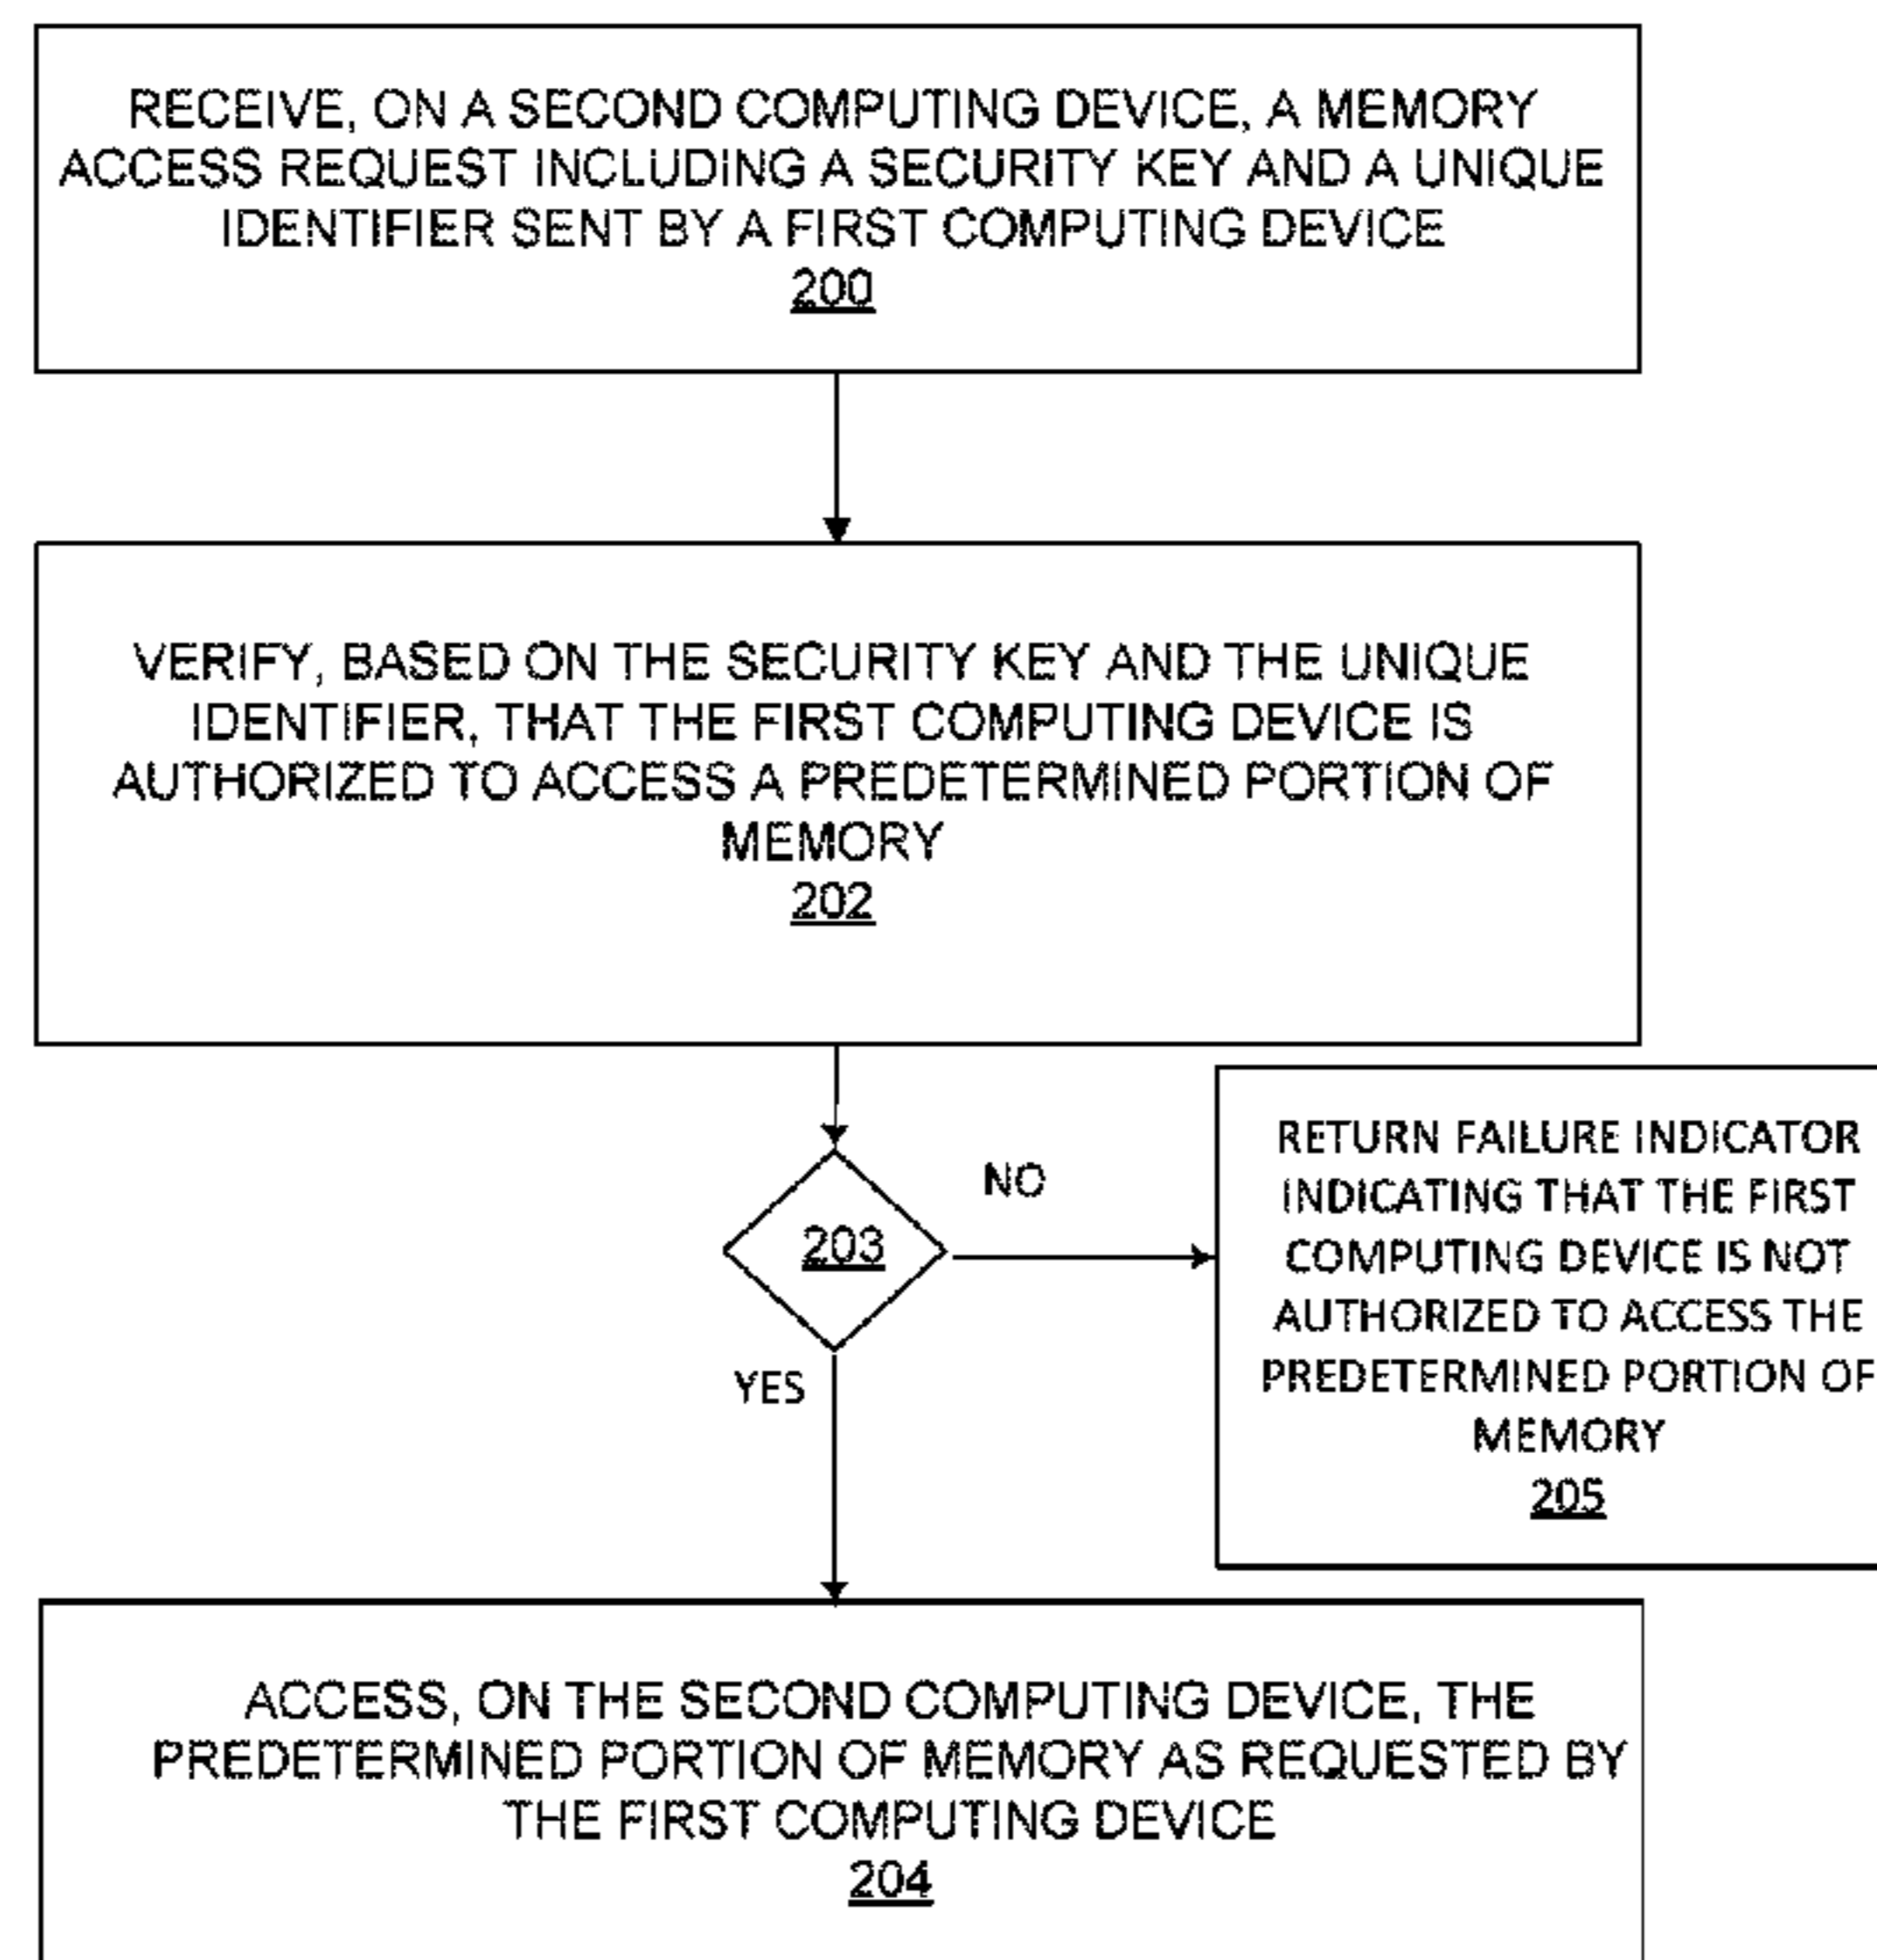 RECEIVE, ON A SECOND COMPUTING DEVICE, A MEMORY
ACCESS REQUEST INCLUDING A SECURITY KEY AND A UNIQUE
IDENTIFIER SENT BY A FIRST COMPUTING DEVICE
200
VERIFY, BASED ON THE SECURITY KEY AND THE UNIQUE
IDENTIFIER, THAT THE FIRST COMPUTING DEVICE IS
AUTHORIZED TO ACCESS A PREDETERMINED PORTION OF
MEMORY
202
203
NO
YES
RETURN FAILURE INDICATOR
INDICATING THAT THE FIRST
COMPUTING DEVICE IS NOT
AUTHORIZED TO ACCESS THE
PREDETERMINED PORTION OF
MEMORY
205
ACCESS, ON THE SECOND COMPUTING DEVICE, THE
PREDETERMINED PORTION OF MEMORY AS REQUESTED BY
THE FIRST COMPUTING DEVICE
204